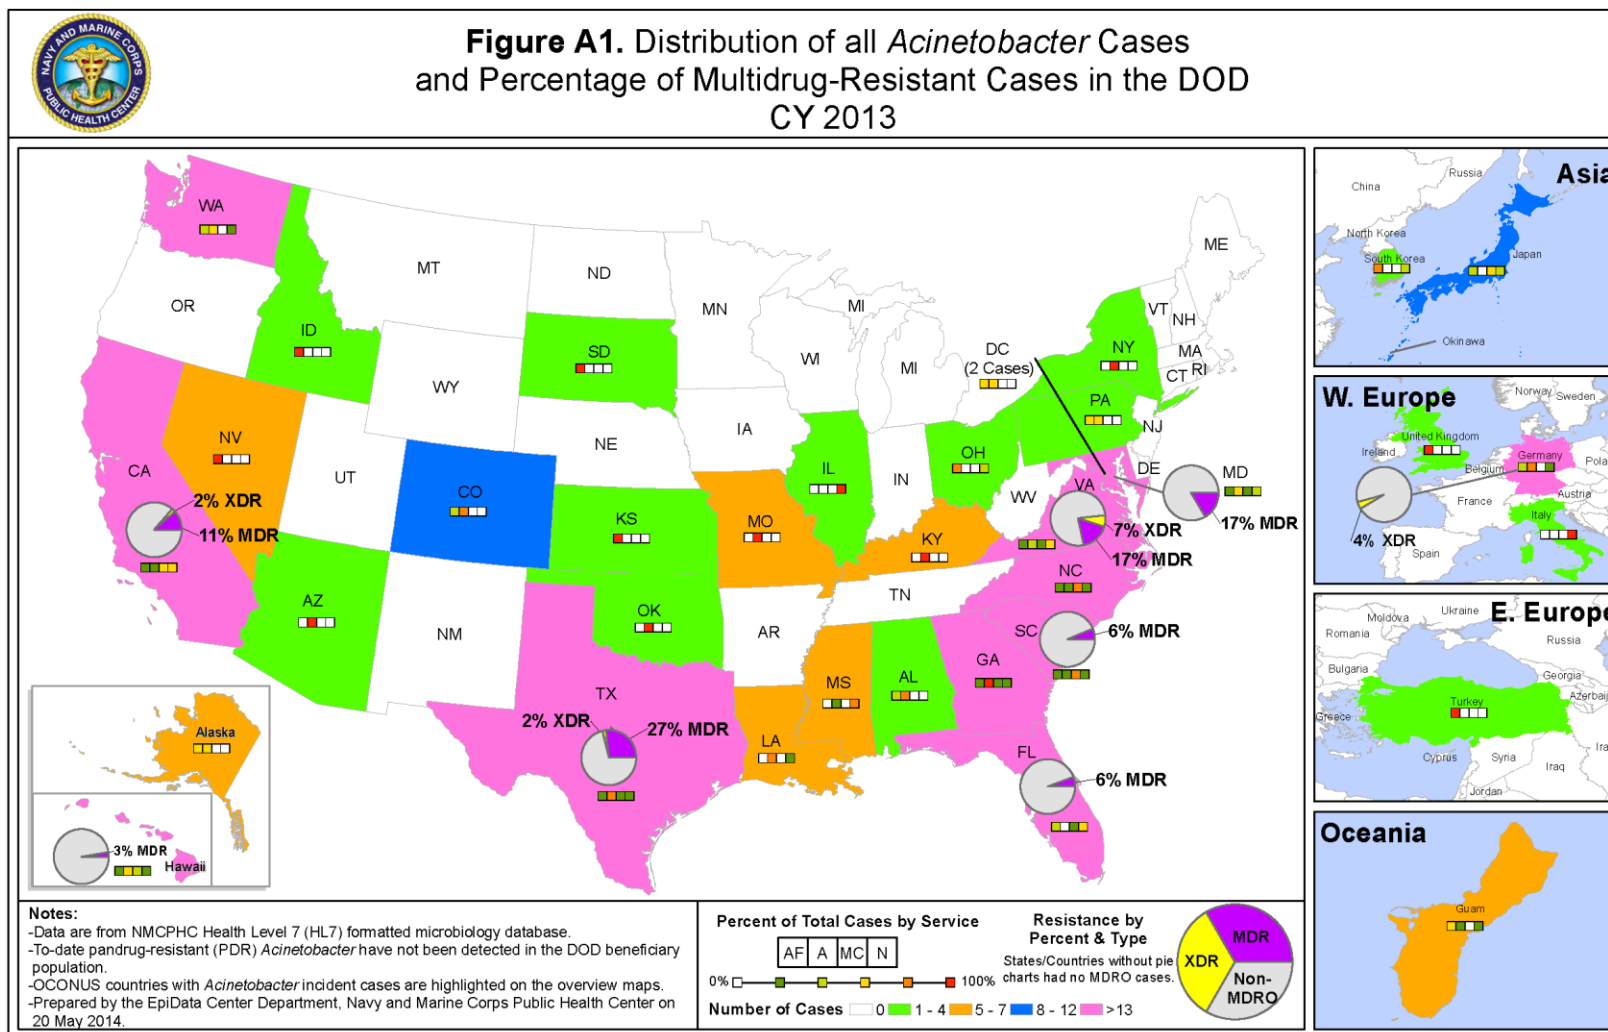 NAVY AND MARINE CORPS
PUBLIC HEALTH CENTER
Figure A1. Distribution of all Acinetobacter Cases
and Percentage of Multidrug-Resistant Cases in the DOD
CY 2013
WA
OR
ID
MT
ND
SD
MN
WI
MI
MI
WY
NE
IA
NV
UT
CO
CA
2% XDR
11% MDR
AZ
NM
KS
OK
TX
2% XDR
27% MDR
MO
AR
LA
MS
AL
IL
IN
OH
KY
TN
GA
FL
6% MDR
SC
6% MDR
NC
VA
7% XDR
17% MDR
WV
MD
17% MDR
DE
NJ
PA
NY
DC
(2 Cases)
VT
NH
ME
MA
CT
RI
Alaska
3% MDR
Hawaii
Asia
Russia
China
North Korea
South Korea
Japan
Okinawa
W. Europe
Norway
Sweden
United Kingdom
Ireland
Germany
Belgium
Pola
France
Austria
Italy
Spain
4% XDR
E. Europe
Ukraine
Moldova
Romania
Russia
Bulgaria
Georgia
Azerbaij
Turkey
Greece
Cyprus
Syria
Iraq
Ira
Jordan
Oceania
Guam
Notes:
-Data are from NMCPHC Health Level 7 (HL7) formatted microbiology database.
-To-date pandrug-resistant (PDR) Acinetobacter have not been detected in the DOD beneficiary
population.
-OCONUS countries with Acinetobacter incident cases are highlighted on the overview maps.
-Prepared by the EpiData Center Department, Navy and Marine Corps Public Health Center on
20 May 2014.
Percent of Total Cases by Service
AF A MC N
0% 100%
Number of Cases 0 1 - 4 5 - 7 8 - 12 >13
Resistance by
Percent & Type
States/Countries without pie
charts had no MDRO cases.
MDR
XDR
Non-
MDRO